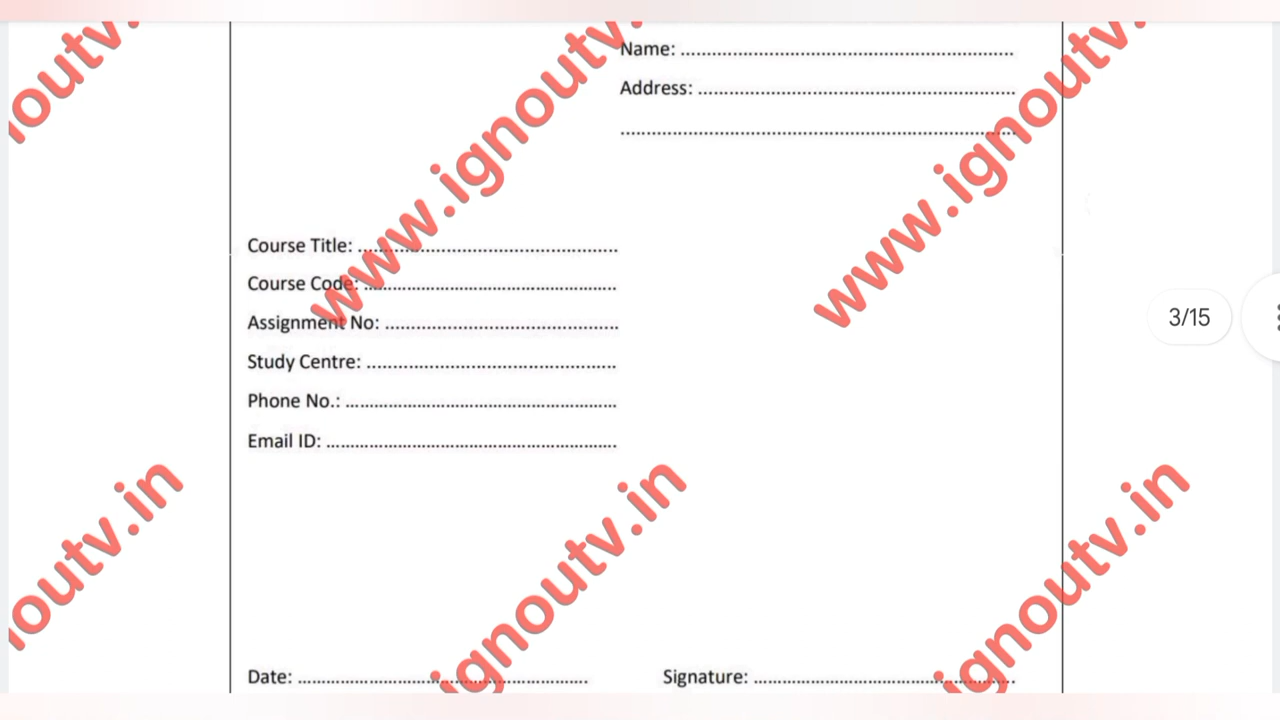 Name: ................................................................
Address: .............................................................
............................................................................
Course Title: ..................................................
Course Code: .................................................
Assignment No: .............................................
Study Centre: .................................................
Phone No.: .....................................................
Email ID: .........................................................
Date: .........................................................
Signature: ...................................................
3/15
www.ignoutv.in
www.ignoutv.in
noutv.in
ignoutv.in
ignoutv.in